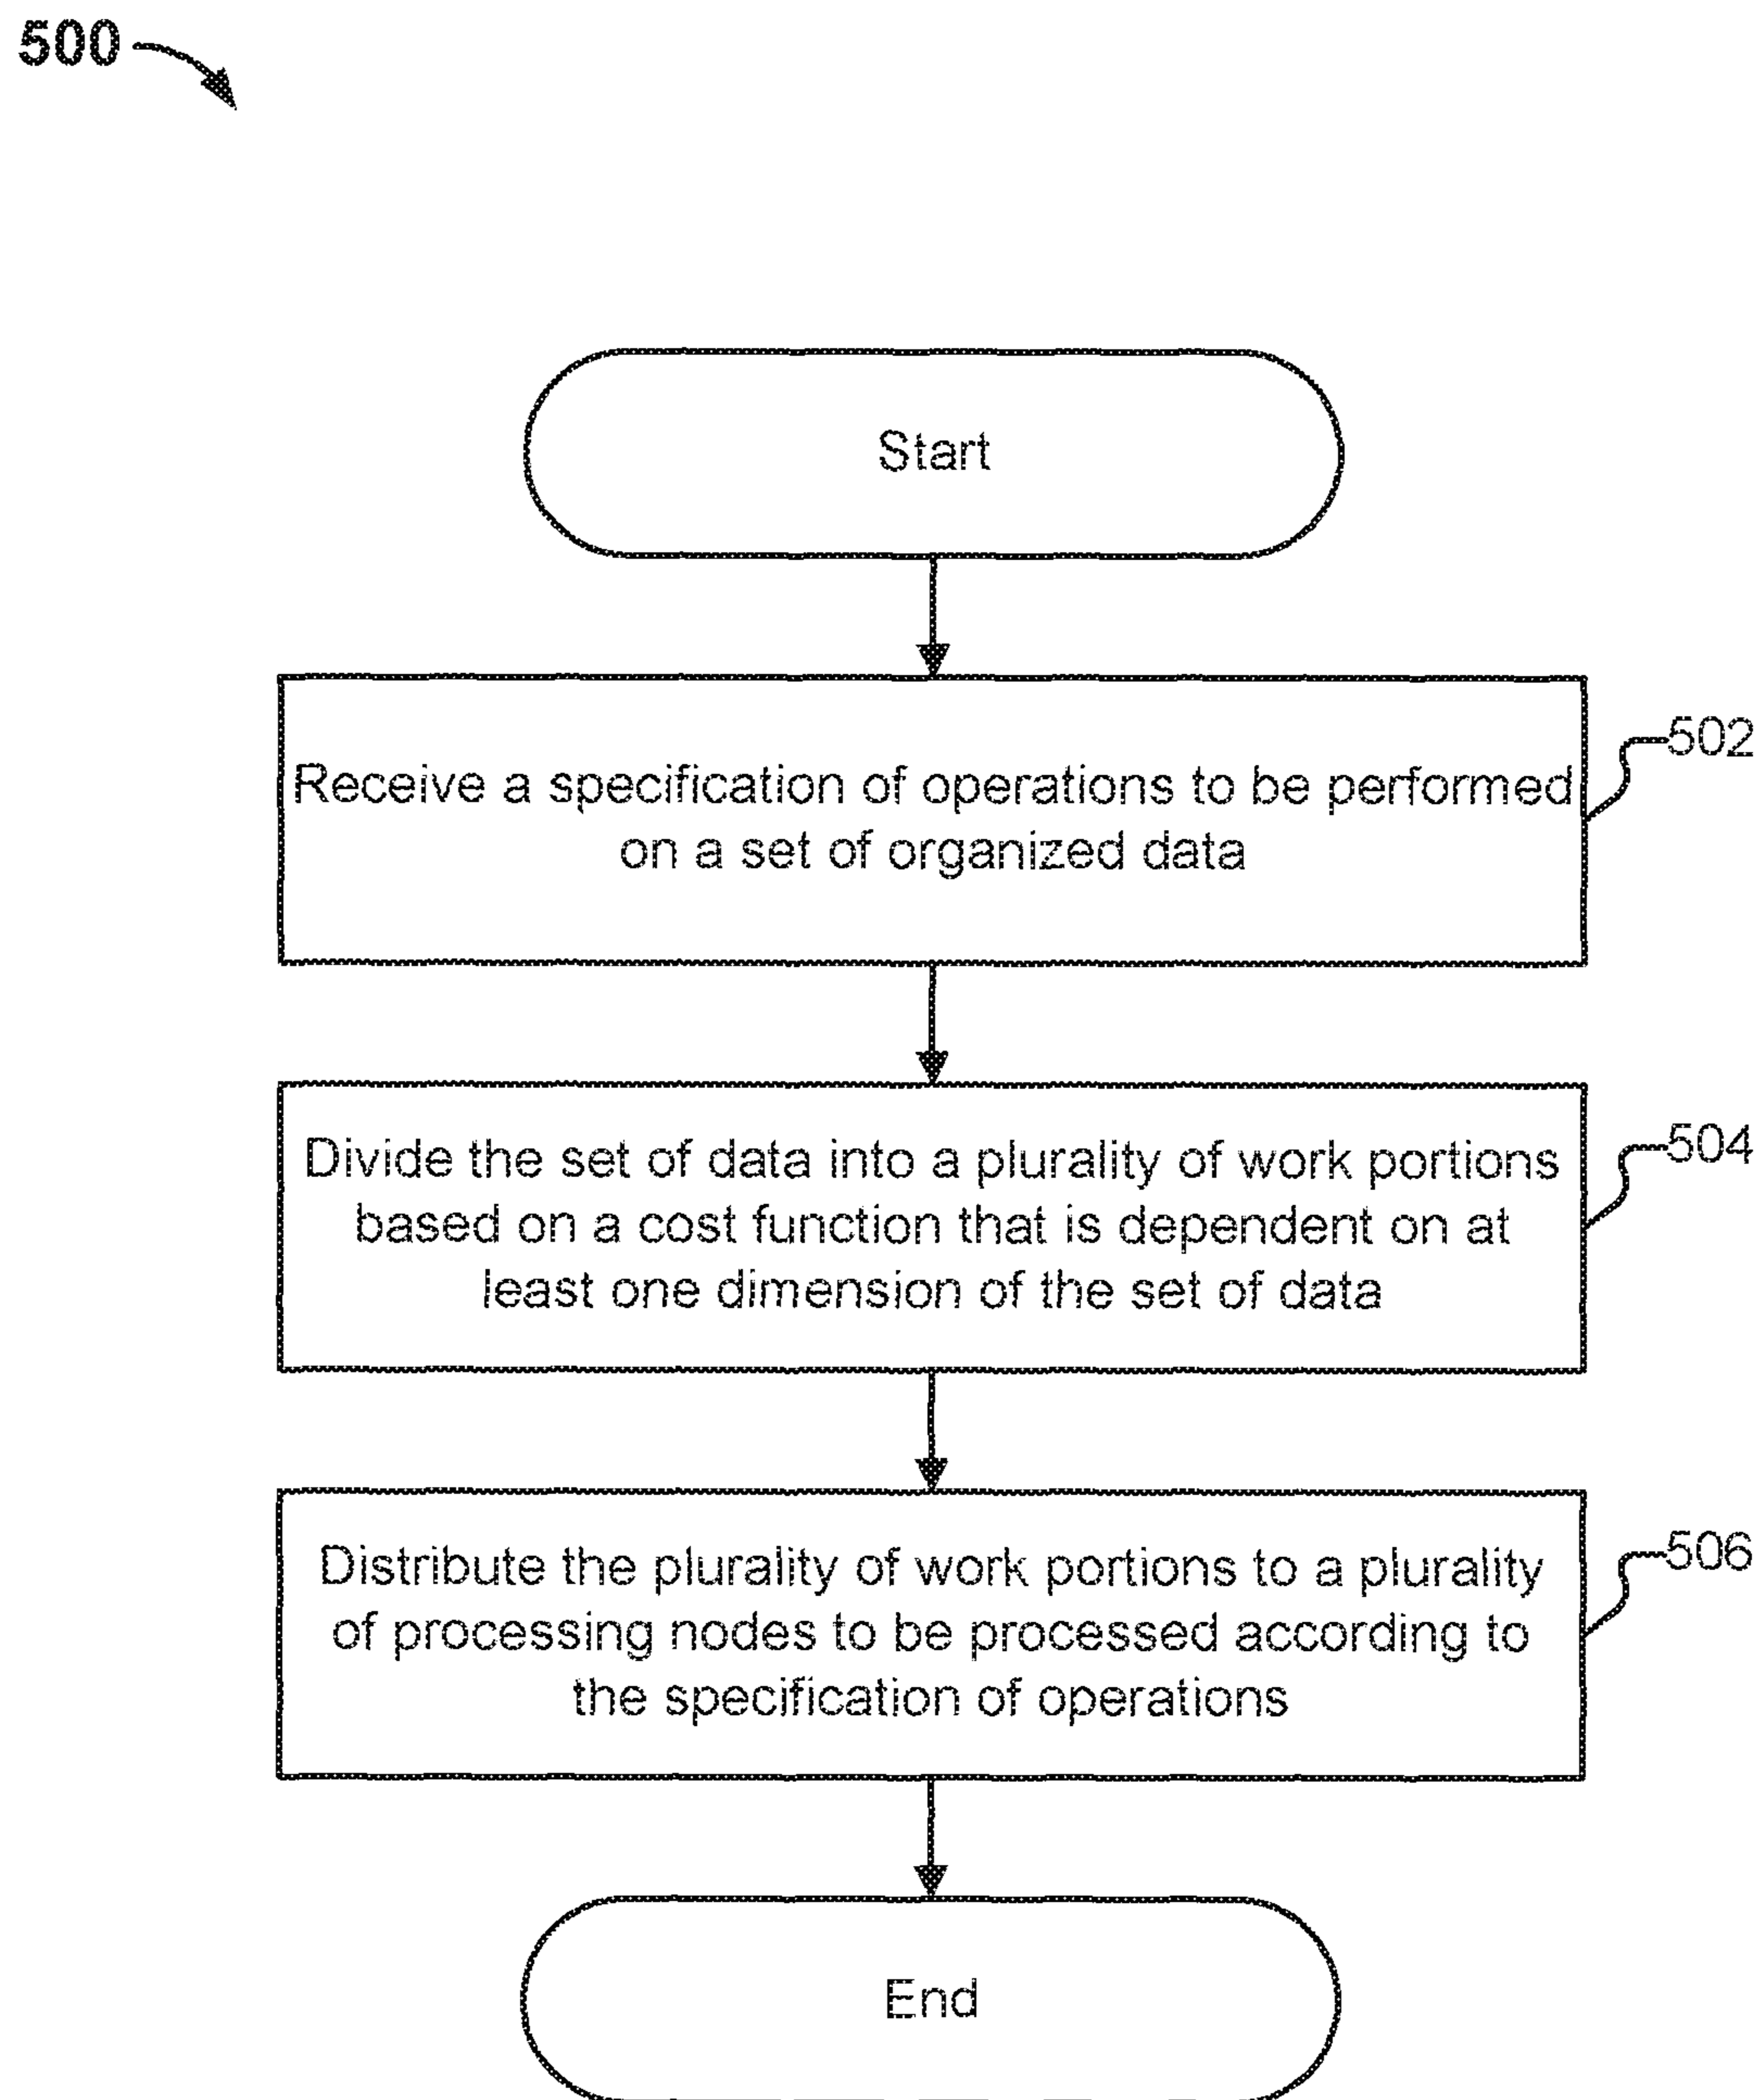 500
Start
Receive a specification of operations to be performed
on a set of organized data
502
Divide the set of data into a plurality of work portions
based on a cost function that is dependent on at
least one dimension of the set of data
504
Distribute the plurality of work portions to a plurality
of processing nodes to be processed according to
the specification of operations
506
End